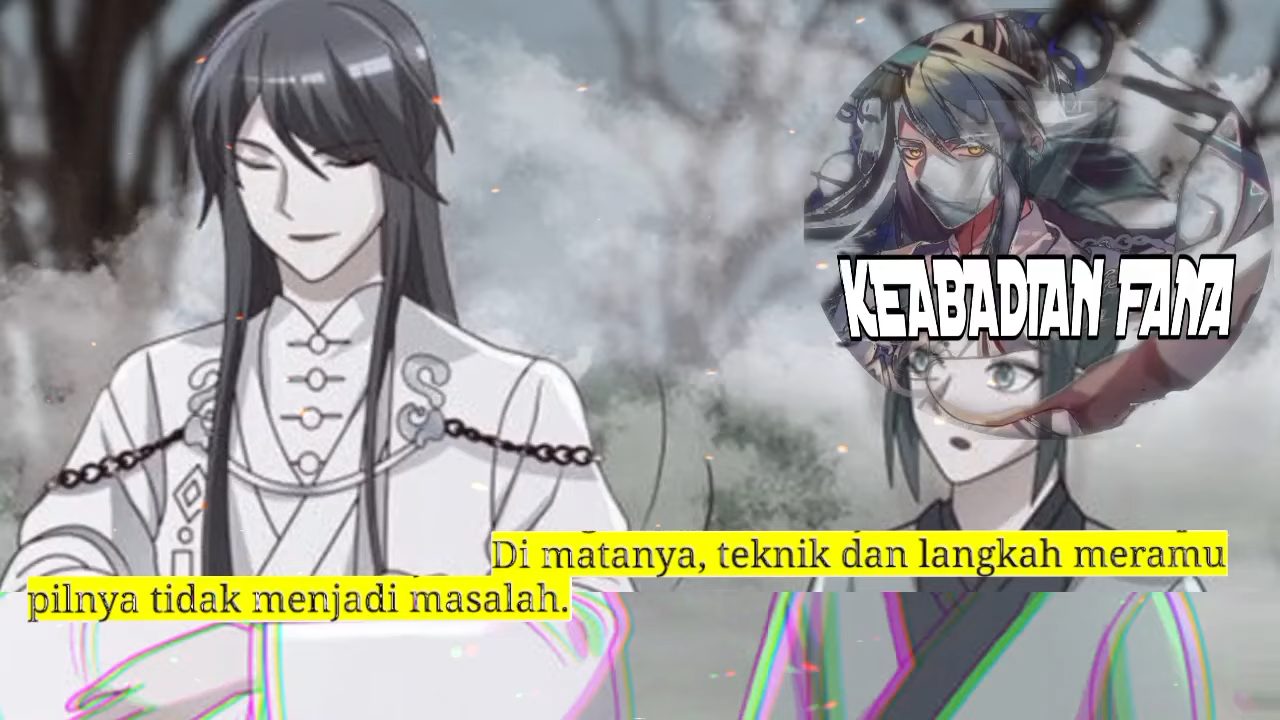 KEABADIAN FANA
Di matanya, teknik dan langkah meramu
pilnya tidak menjadi masalah.